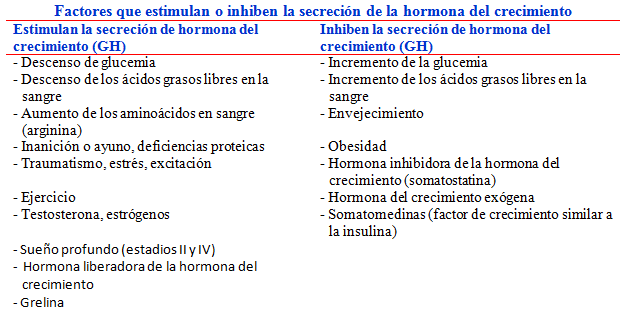 Factores que estimulan o inhiben la secreción de la hormona del crecimiento
Estimulan la secreción de hormona del
crecimiento (GH)
- Descenso de glucemia
- Descenso de los ácidos grasos libres en la
sangre
- Aumento de los aminoácidos en sangre
(arginina)
- Inanición o ayuno, deficiencias proteicas
- Traumatismo, estrés, excitación
- Ejercicio
- Testosterona, estrógenos
- Sueño profundo (estadios II y IV)
- Hormona liberadora de la hormona del
crecimiento
- Grelina
Inhiben la secreción de hormona del
crecimiento (GH)
- Incremento de la glucemia
- Incremento de los ácidos grasos libres en la
sangre
- Envejecimiento
- Obesidad
- Hormona inhibidora de la hormona del
crecimiento (somatostatina)
- Hormona del crecimiento exógena
- Somatomedinas (factor de crecimiento similar a
la insulina)